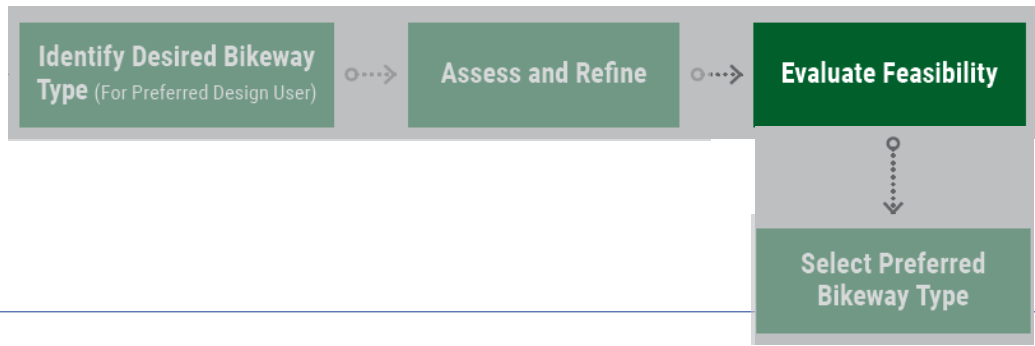 Identify Desired Bikeway
Type (For Preferred Design User)
Assess and Refine
Evaluate Feasibility
Select Preferred
Bikeway Type